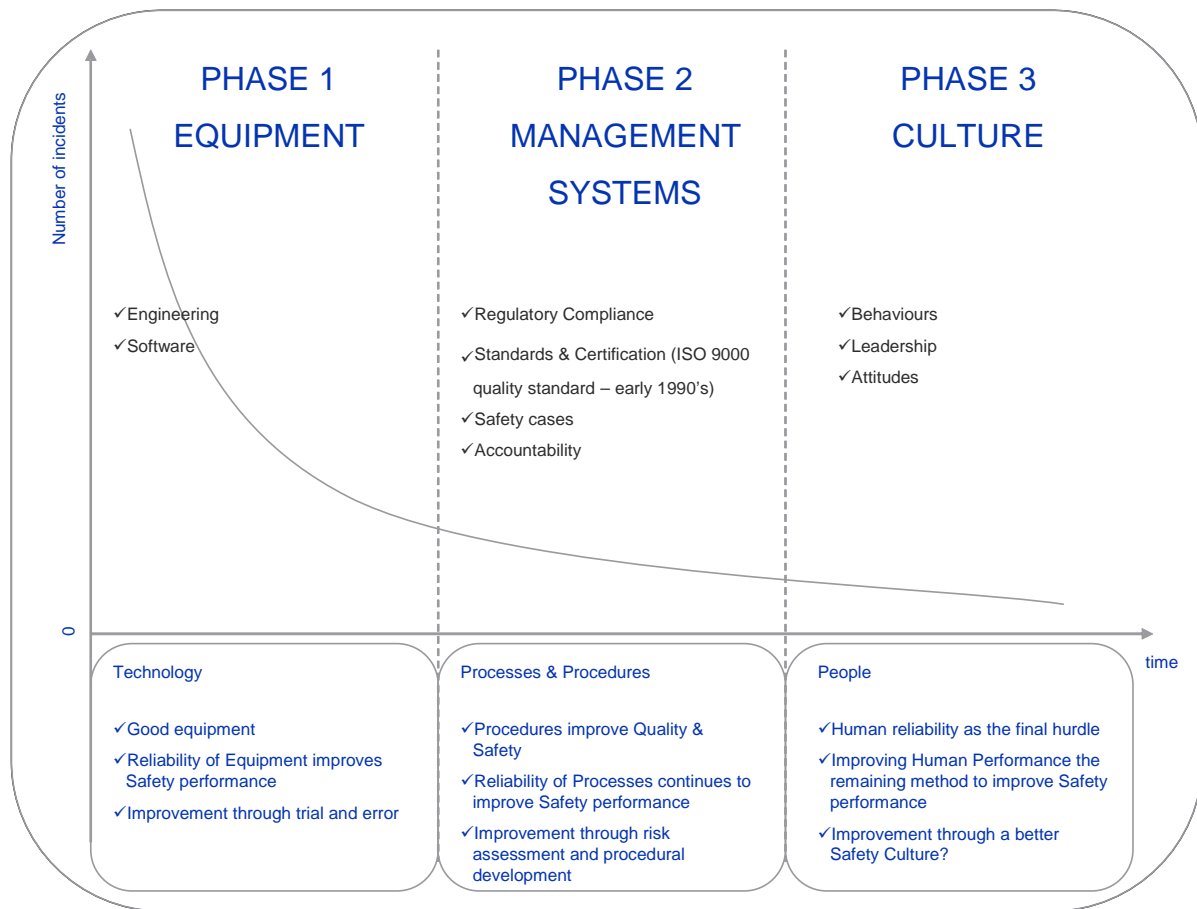 PHASE 1
EQUIPMENT
PHASE 2
MANAGEMENT
SYSTEMS
PHASE 3
CULTURE
Number of incidents
✓Engineering
✓Software
✓Regulatory Compliance
✓Standards & Certification (ISO 9000
quality standard – early 1990's)
✓Safety cases
✓Accountability
✓Behaviours
✓Leadership
✓Attitudes
0
time
Technology
✓Good equipment
✓Reliability of Equipment improves
Safety performance
✓Improvement through trial and error
Processes & Procedures
✓Procedures improve Quality &
Safety
✓Reliability of Processes continues to
improve Safety performance
✓Improvement through risk
assessment and procedural
development
People
✓Human reliability as the final hurdle
✓Improving Human Performance the
remaining method to improve Safety
performance
✓Improvement through a better
Safety Culture?